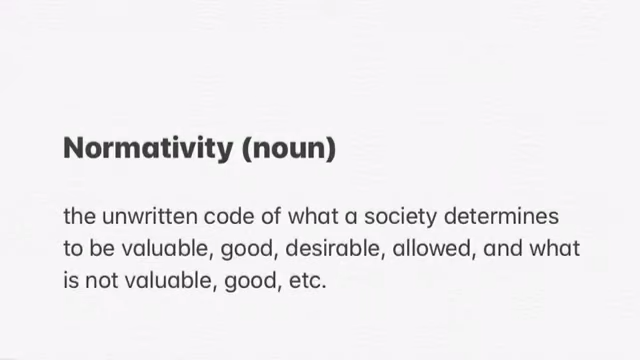 Normativity (noun)
the unwritten code of what a society determines
to be valuable, good, desirable, allowed, and what
is not valuable, good, etc.